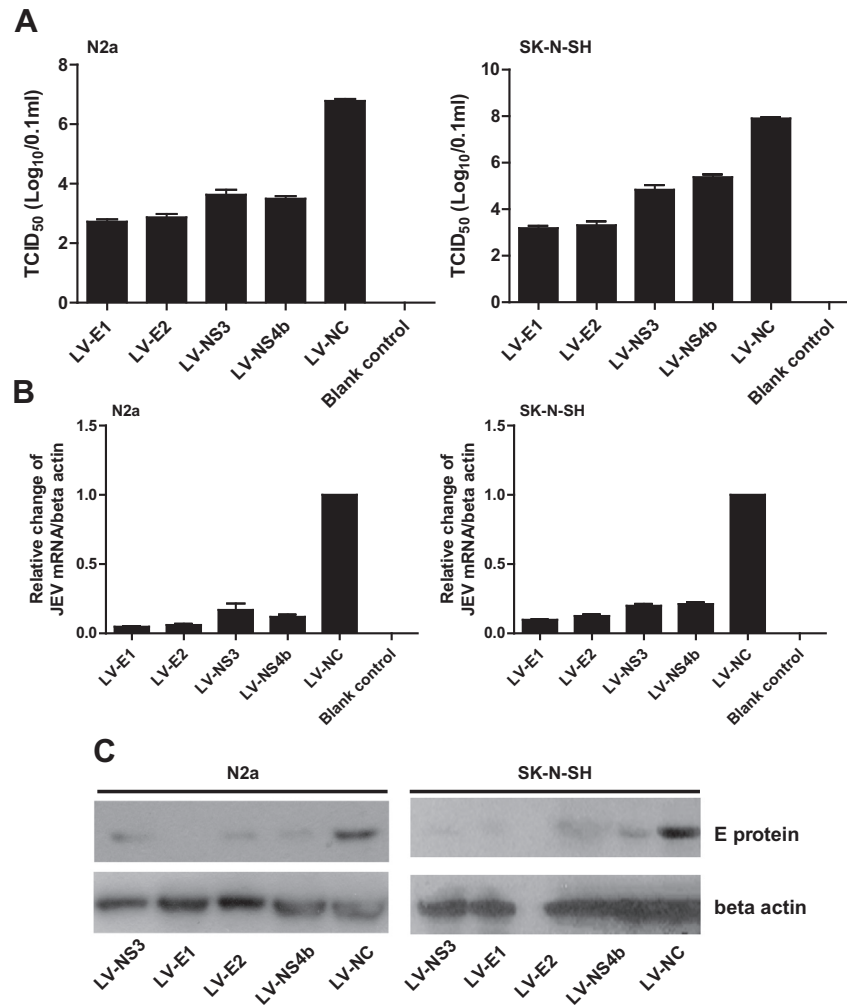 A
N2a
TCID50 (Log10/0.1ml)
8
6
4
2
0
LV-E1
LV-E2
LV-NS3
LV-NS4b
LV-NC
Blank control
SK-N-SH
TCID50 (Log10/0.1ml)
10
8
6
4
2
0
LV-E1
LV-E2
LV-NS3
LV-NS4b
LV-NC
Blank control
B
N2a
Relative change of
JEV mRNA/beta actin
1.5
1.0
0.5
0.0
LV-E1
LV-E2
LV-NS3
LV-NS4b
LV-NC
Blank control
SK-N-SH
Relative change of
JEV mRNA/beta actin
1.5
1.0
0.5
0.0
LV-E1
LV-E2
LV-NS3
LV-NS4b
LV-NC
Blank control
C
N2a
SK-N-SH
E protein
beta actin
LV-NS3
LV-E1
LV-E2
LV-NS4b
LV-NC
LV-NS3
LV-E1
LV-E2
LV-NS4b
LV-NC